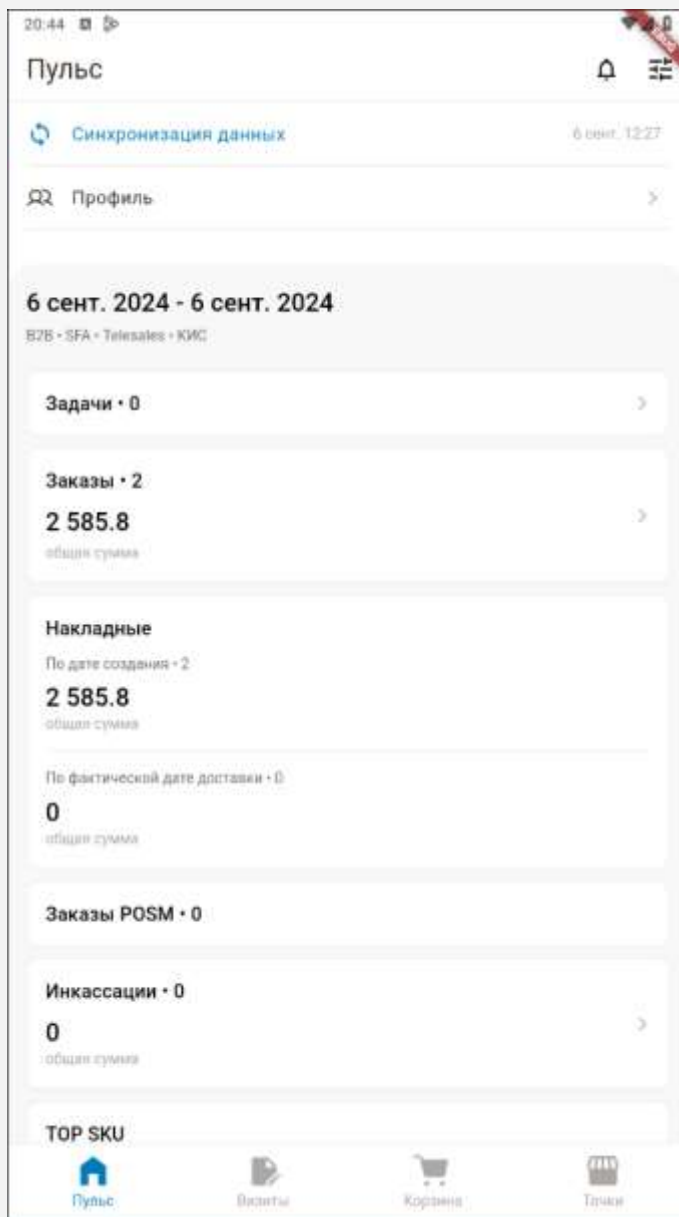 20:44
Пульс
Синхронизация данных
6 сент. 12:27
Профиль
6 сент. 2024 - 6 сент. 2024
B2B • SFA • Telesales • КИС
Задачи • 0
Заказы • 2
2 585.8
общая сумма
Накладные
По дате создания • 2
2 585.8
общая сумма
По фактической дате доставки • 0
0
общая сумма
Заказы POSM • 0
Инкассации • 0
0
общая сумма
TOP SKU
Пульс
Визиты
Корзина
Точки